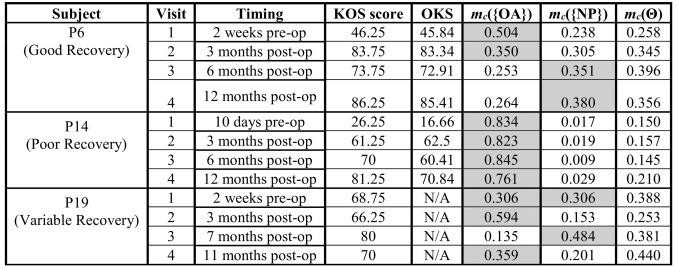 Subject Visit Timing KOS score OKS mc({OA}) mc({NP}) mc(Θ)
P6 1 2 weeks pre-op 46.25 45.84 0.504 0.238 0.258
(Good Recovery) 2 3 months post-op 83.75 83.34 0.350 0.305 0.345
3 6 months post-op 73.75 72.91 0.253 0.351 0.396
4 12 months post-op 86.25 85.41 0.264 0.380 0.356
P14 1 10 days pre-op 26.25 16.66 0.834 0.017 0.150
(Poor Recovery) 2 3 months post-op 61.25 62.5 0.823 0.019 0.157
3 6 months post-op 70 60.41 0.845 0.009 0.145
4 12 months post-op 81.25 70.84 0.761 0.029 0.210
P19 1 2 weeks pre-op 68.75 N/A 0.306 0.306 0.388
(Variable Recovery) 2 3 months post-op 66.25 N/A 0.594 0.153 0.253
3 7 months post-op 80 N/A 0.135 0.484 0.381
4 11 months post-op 70 N/A 0.359 0.201 0.440